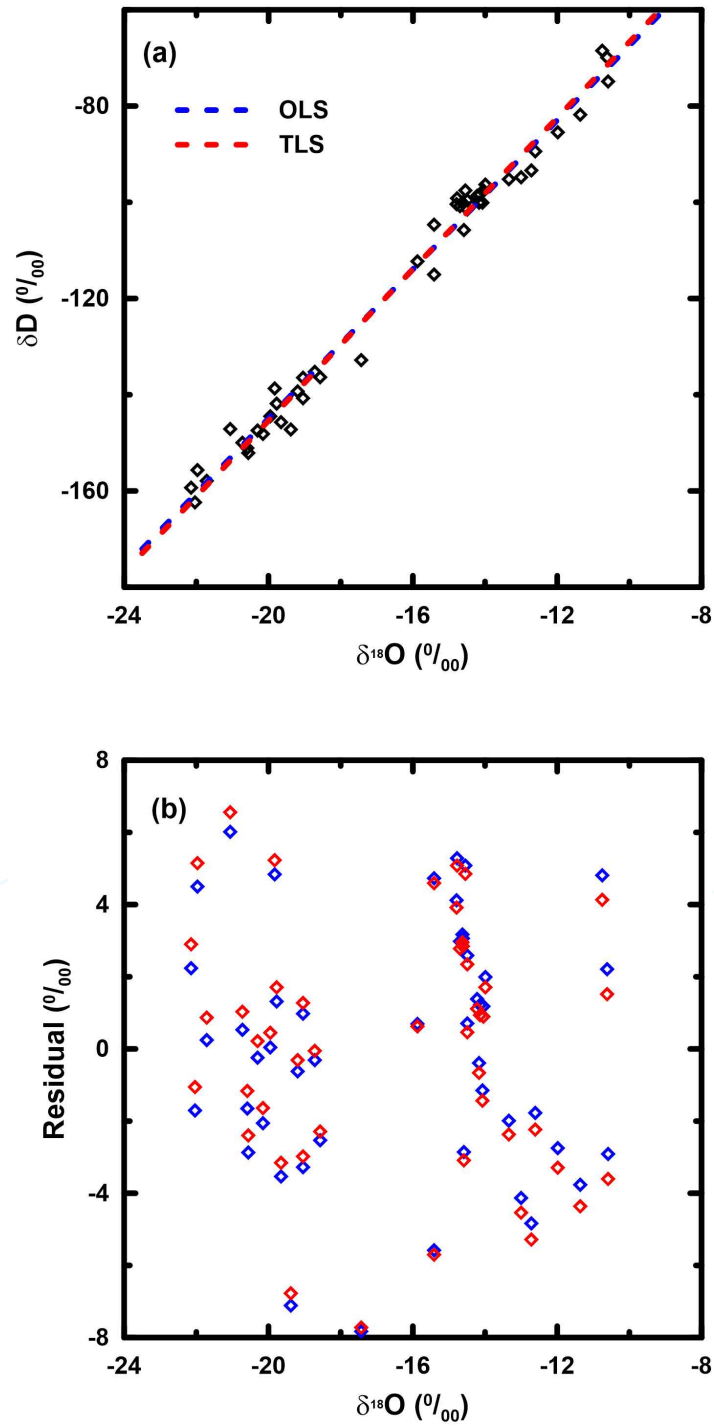 (a)
OLS
TLS
-80
-120
-160
δD (⁰/₀₀)
-24 -20 -16 -12 -8
δ¹⁸O (⁰/₀₀)
(b)
8
4
0
-4
-8
Residual (⁰/₀₀)
-24 -20 -16 -12 -8
δ¹⁸O (⁰/₀₀)